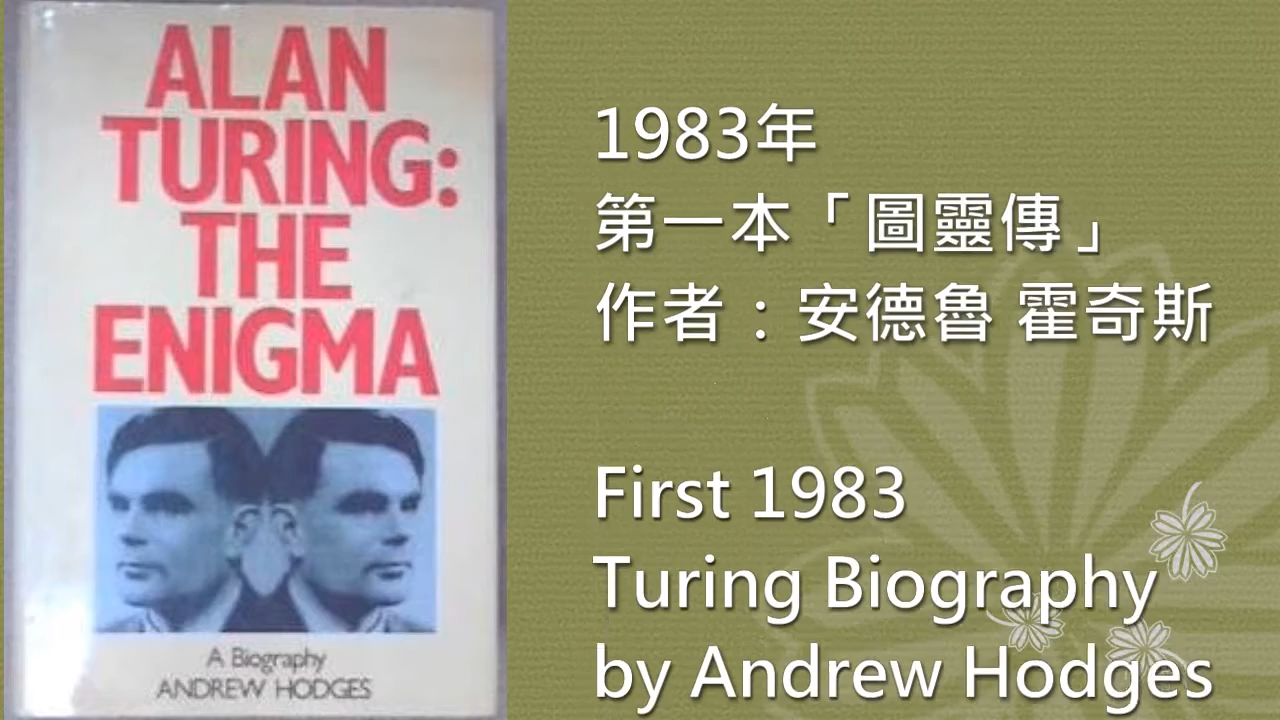 ALAN
TURING:
THE
ENIGMA
A Biography
ANDREW HODGES
1983年
第一本「圖靈傳」
作者：安德魯 霍奇斯
First 1983
Turing Biography
by Andrew Hodges